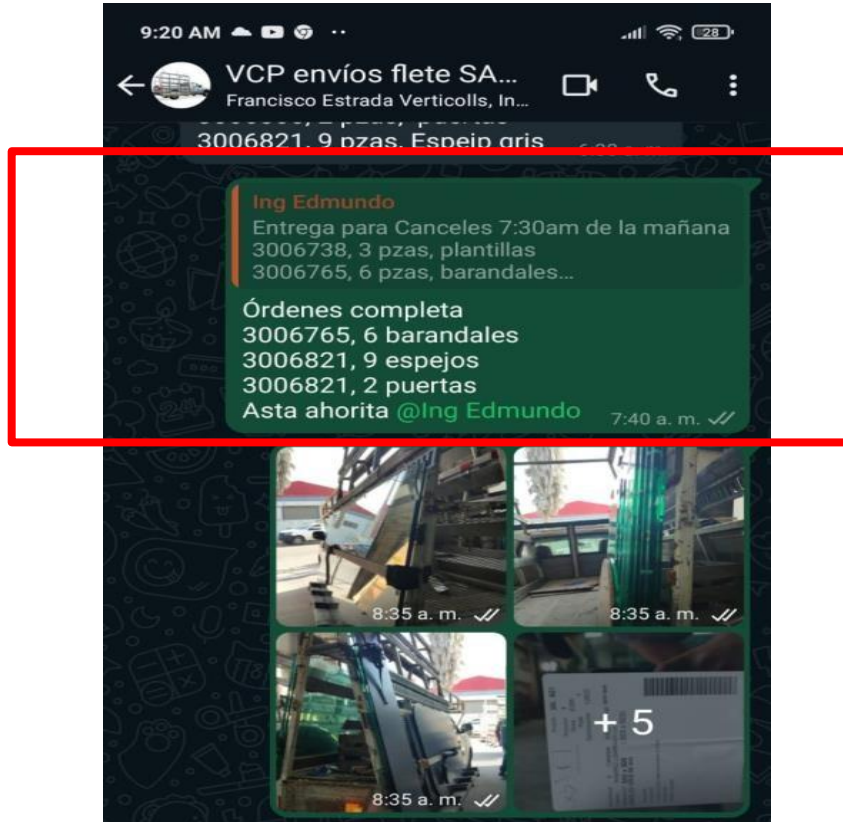 9:20 AM
28
VCP envíos flete SA...
Francisco Estrada Verticolls, In...
3006821, 9 pzas, Espejp gris
Ing Edmundo
Entrega para Canceles 7:30am de la mañana
3006738, 3 pzas, plantillas
3006765, 6 pzas, barandales...
Órdenes completa
3006765, 6 barandales
3006821, 9 espejos
3006821, 2 puertas
Asta ahorita @Ing Edmundo
7:40 a. m.
8:35 a. m.
8:35 a. m.
8:35 a. m.
+ 5